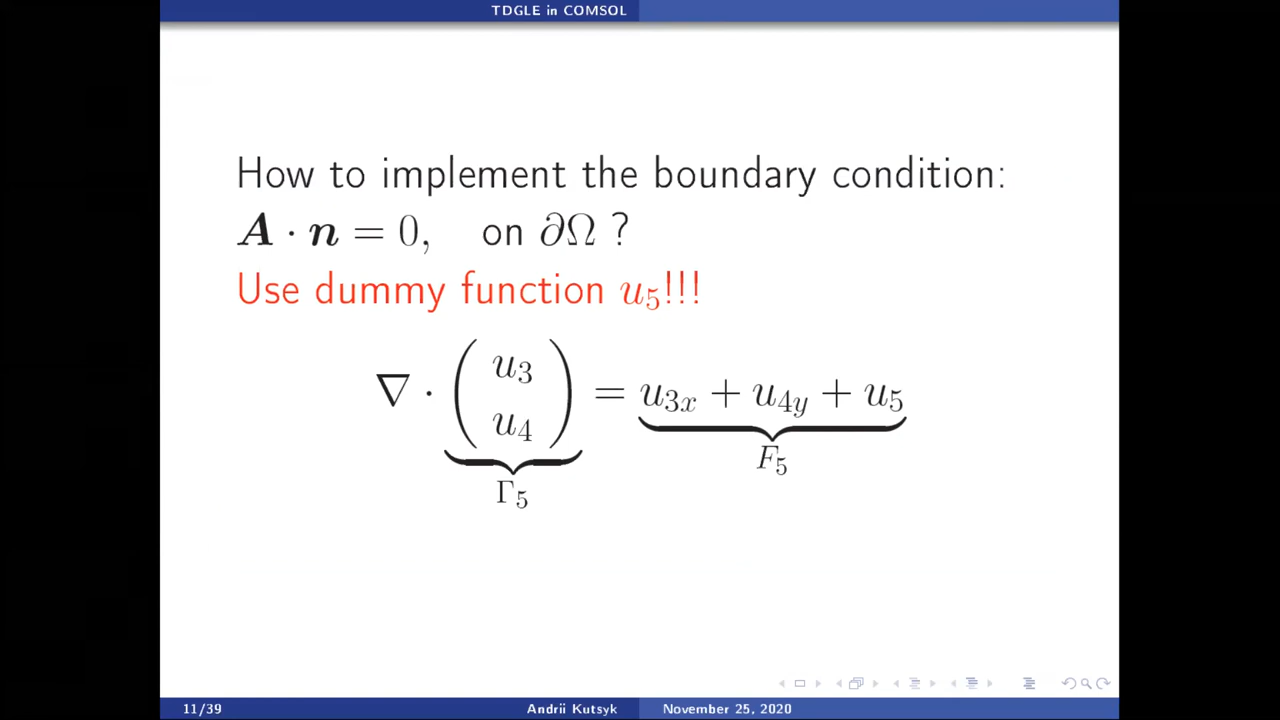 TDGLE in COMSOL
How to implement the boundary condition:
A · n = 0, on ∂Ω ?
Use dummy function u₅!!!
∇ · ( u₃ u₄ ) = u₃ₓ + u₄ᵧ + u₅
F₅
Γ₅
11/39 Andrii Kutsyk November 25, 2020